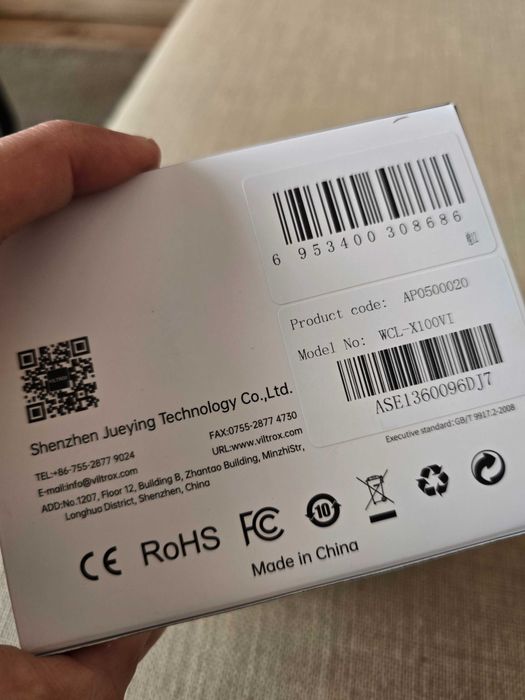 6 953400 308686
Product code: AP0500020
Model No: WCL-X100VI
ASE1360096DJ7
Executive standard: GB/T 9917.2-2008
Shenzhen Jueying Technology Co.,Ltd.
TEL:+86-755-2877 9024 FAX:0755-2877 4730
E-mail:info@viltrox.com URL:www.viltrox.com
ADD:No.1207, Floor 12, Building B, Zhantao Building, MinzhiStr,
Longhuo District, Shenzhen, China
CE RoHS FC 10
Made in China